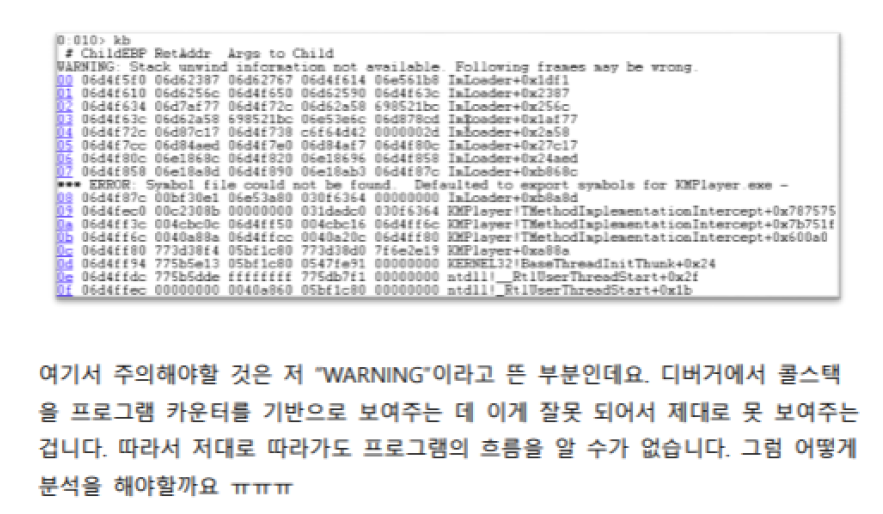 0:010> kb
# ChildEBP RetAddr Args to Child
WARNING: Stack unwind information not available. Following frames may be wrong.
00 06d4f5f0 06d62387 06d62767 06d4f614 06e561b8 ImLoader+0x1df1
01 06d4f610 06d6256c 06d4f650 06d62590 06d4f63c ImLoader+0x2387
02 06d4f634 06d7af77 06d4f72c 06d62a58 698521bc ImLoader+0x256c
03 06d4f63c 06d62a58 698521bc 06e53e6c 06d878cd ImLoader+0x1af77
04 06d4f72c 06d87c17 06d4f738 c6f64d42 0000002d ImLoader+0x2a58
05 06d4f7cc 06d84aed 06d4f7e0 06d84af7 06d4f80c ImLoader+0x27c17
06 06d4f80c 06e1868c 06d4f820 06e18696 06d4f858 ImLoader+0x24aed
07 06d4f858 06e18a8d 06d4f890 06e18ab3 06d4f87c ImLoader+0xb868c
*** ERROR: Symbol file could not be found. Defaulted to export symbols for KMPlayer.exe -
08 06d4f87c 00bf30e1 06e53a80 030f6364 00000000 ImLoader+0xb8a8d
09 06d4fec0 00c2308b 00000000 031dadc0 030f6364 KMPlayer!TMethodImplementationIntercept+0x787575
0a 06d4ff3c 004cbc0c 06d4ff50 004cbc16 06d4ff6c KMPlayer!TMethodImplementationIntercept+0x7b751f
0b 06d4ff6c 0040a88a 06d4ffcc 0040a20c 06d4ff80 KMPlayer!TMethodImplementationIntercept+0x600a0
0c 06d4ff80 773d38f4 05bf1c80 773d38d0 7f6e2e19 KMPlayer+0xa88a
0d 06d4ff94 775b5e13 05bf1c80 0547fe91 00000000 KERNEL32!BaseThreadInitThunk+0x24
0e 06d4ffdc 775b5dde ffffffff 775db7f1 00000000 ntdll!__RtlUserThreadStart+0x2f
0f 06d4ffec 00000000 0040a860 05bf1c80 00000000 ntdll!_RtlUserThreadStart+0x1b
여기서 주의해야할 것은 저 "WARNING"이라고 뜬 부분인데요. 디버거에서 콜스택
을 프로그램 카운터를 기반으로 보여주는 데 이게 잘못 되어서 제대로 못 보여주는
겁니다. 따라서 저대로 따라가도 프로그램의 흐름을 알 수가 없습니다. 그럼 어떻게
분석을 해야할까요 ㅠㅠㅠ